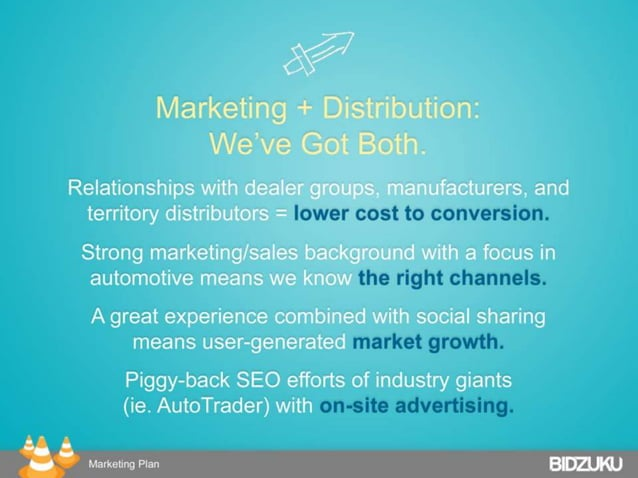 Marketing + Distribution:
We've Got Both.
Relationships with dealer groups, manufacturers, and
territory distributors = lower cost to conversion.
Strong marketing/sales background with a focus in
automotive means we know the right channels.
A great experience combined with social sharing
means user-generated market growth.
Piggy-back SEO efforts of industry giants
(ie. AutoTrader) with on-site advertising.
Marketing Plan
BIDZUKU